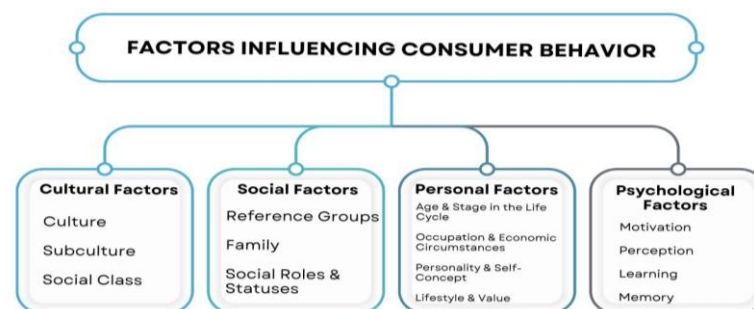 FACTORS INFLUENCING CONSUMER BEHAVIOR
Cultural Factors
Culture
Subculture
Social Class
Social Factors
Reference Groups
Family
Social Roles &
Statuses
Personal Factors
Age & Stage in the Life
Cycle
Occupation & Economic
Circumstances
Personality & Self-
Concept
Lifestyle & Value
Psychological
Factors
Motivation
Perception
Learning
Memory